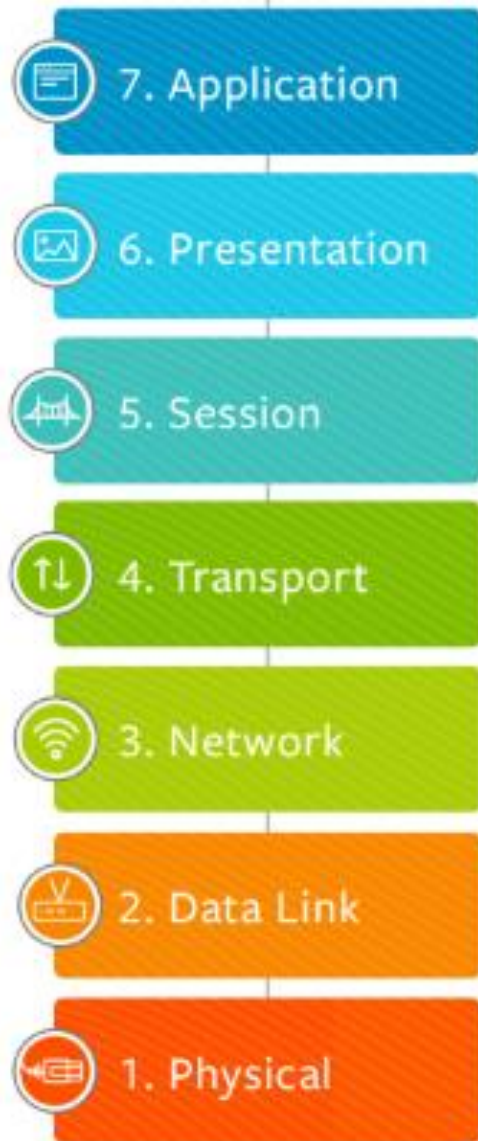 7. Application
6. Presentation
5. Session
4. Transport
3. Network
2. Data Link
1. Physical